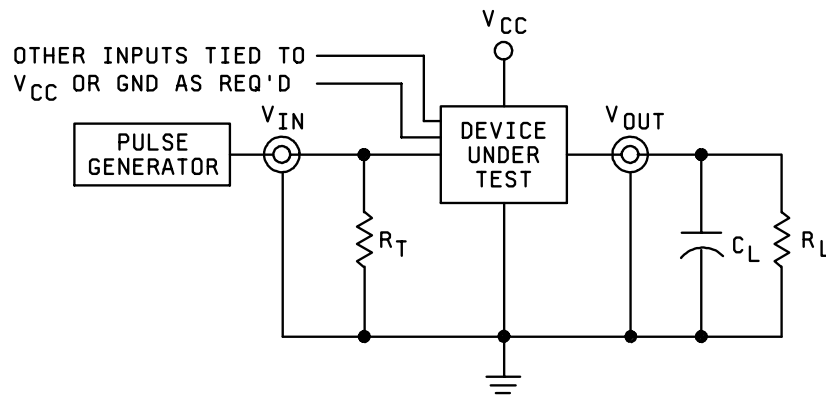 VCC
OTHER INPUTS TIED TO
VCC OR GND AS REQ'D
VIN
VOUT
PULSE
GENERATOR
DEVICE
UNDER
TEST
RT
CL
RL